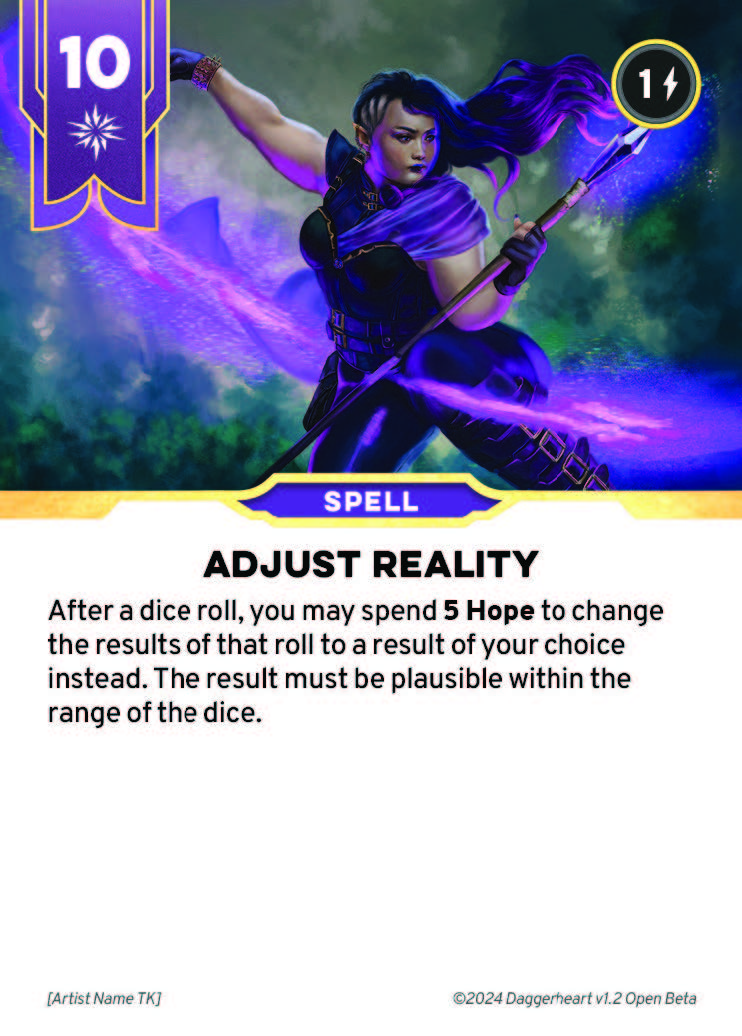 10
1
SPELL
ADJUST REALITY
After a dice roll, you may spend 5 Hope to change
the results of that roll to a result of your choice
instead. The result must be plausible within the
range of the dice.
[Artist Name TK]
©2024 Daggerheart v1.2 Open Beta